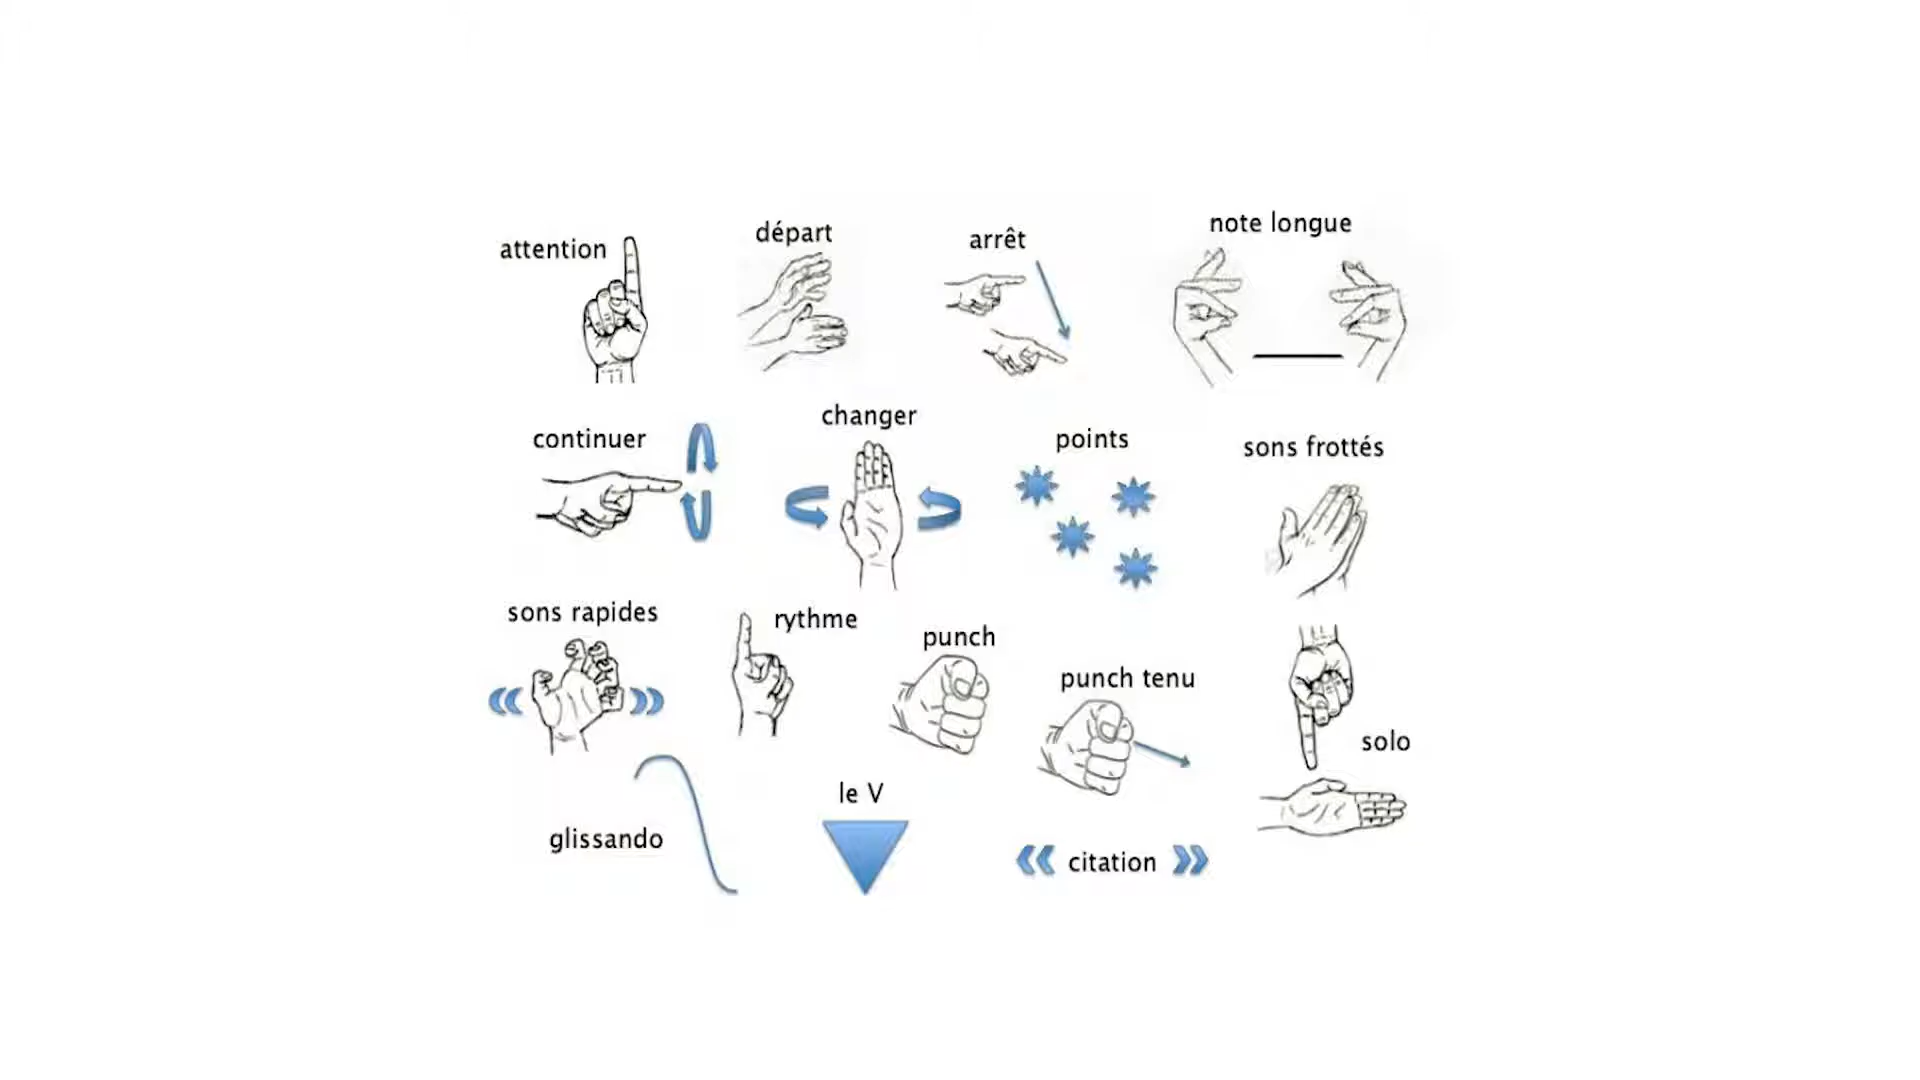 attention
départ
arrêt
note longue
continuer
changer
points
sons frottés
sons rapides
rythme
punch
punch tenu
solo
glissando
le V
citation